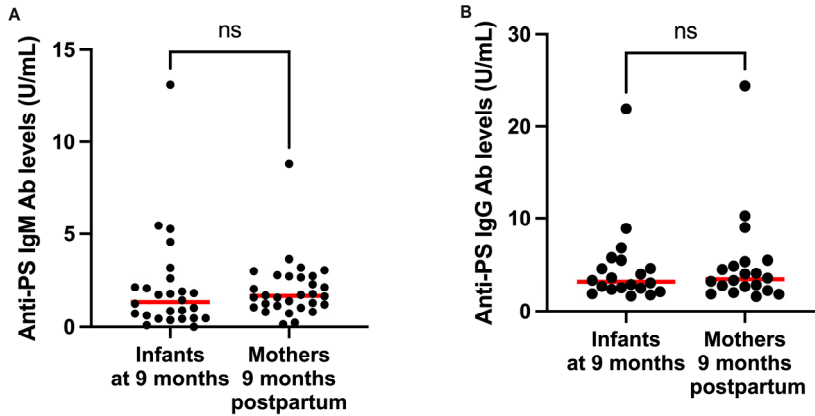 A
ns
Anti-PS IgM Ab levels (U/mL)
15
10
5
0
Infants
at 9 months
Mothers
9 months
postpartum
B
ns
Anti-PS IgG Ab levels (U/mL)
30
20
10
0
Infants
at 9 months
Mothers
9 months
postpartum